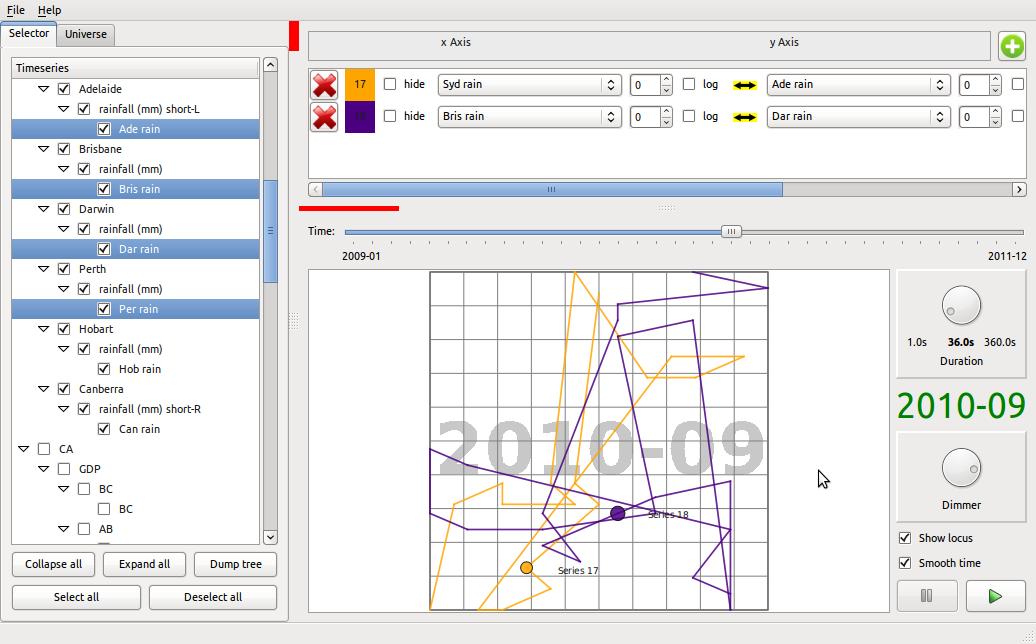 File Help
Selector Universe
Timeseries
Adelaide
rainfall (mm) short-L
Ade rain
Brisbane
rainfall (mm)
Bris rain
Darwin
rainfall (mm)
Dar rain
Perth
rainfall (mm)
Per rain
Hobart
rainfall (mm)
Hob rain
Canberra
rainfall (mm) short-R
Can rain
CA
GDP
BC
BC
AB
Collapse all Expand all Dump tree
Select all Deselect all
x Axis y Axis
17 hide Syd rain 0 log Ade rain 0
18 hide Bris rain 0 log Dar rain 0
Time:
2009-01 2011-12
2010-09
Series 18
Series 17
1.0s 36.0s 360.0s
Duration
2010-09
Dimmer
Show locus
Smooth time